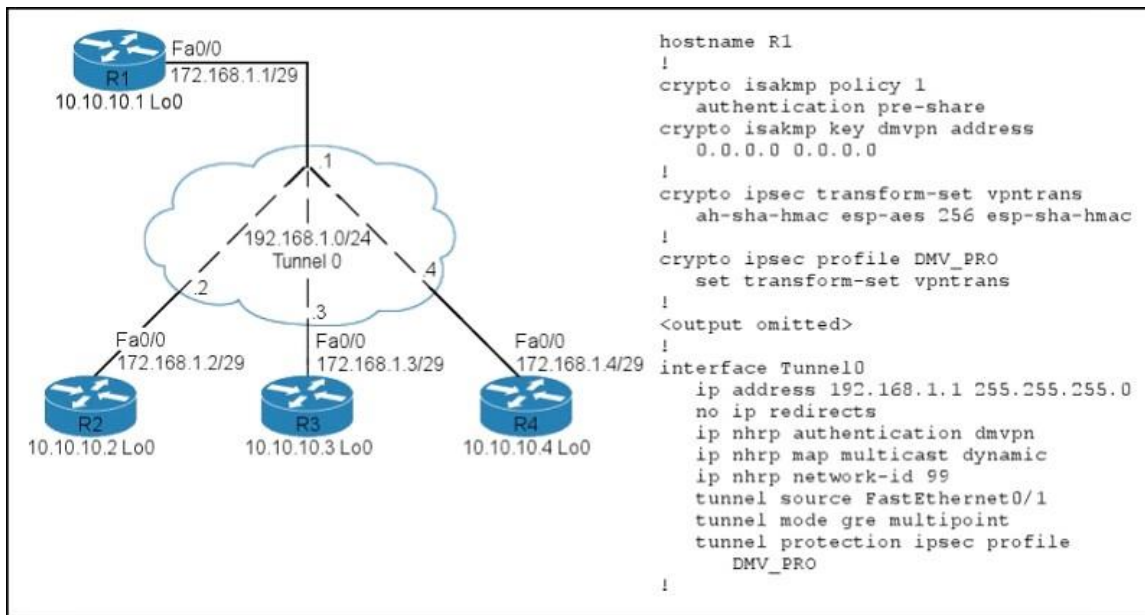 Fa0/0
R1
172.168.1.1/29
10.10.10.1 Lo0
.1
192.168.1.0/24
Tunnel 0
.2
.3
.4
Fa0/0
172.168.1.2/29
R2
10.10.10.2 Lo0
Fa0/0
172.168.1.3/29
R3
10.10.10.3 Lo0
Fa0/0
172.168.1.4/29
R4
10.10.10.4 Lo0
hostname R1
!
crypto isakmp policy 1
authentication pre-share
crypto isakmp key dmvpn address
0.0.0.0 0.0.0.0
!
crypto ipsec transform-set vpntrans
ah-sha-hmac esp-aes 256 esp-sha-hmac
!
crypto ipsec profile DMV_PRO
set transform-set vpntrans
!
<output omitted>
!
interface Tunnel0
ip address 192.168.1.1 255.255.255.0
no ip redirects
ip nhrp authentication dmvpn
ip nhrp map multicast dynamic
ip nhrp network-id 99
tunnel source FastEthernet0/1
tunnel mode gre multipoint
tunnel protection ipsec profile
DMV_PRO
!